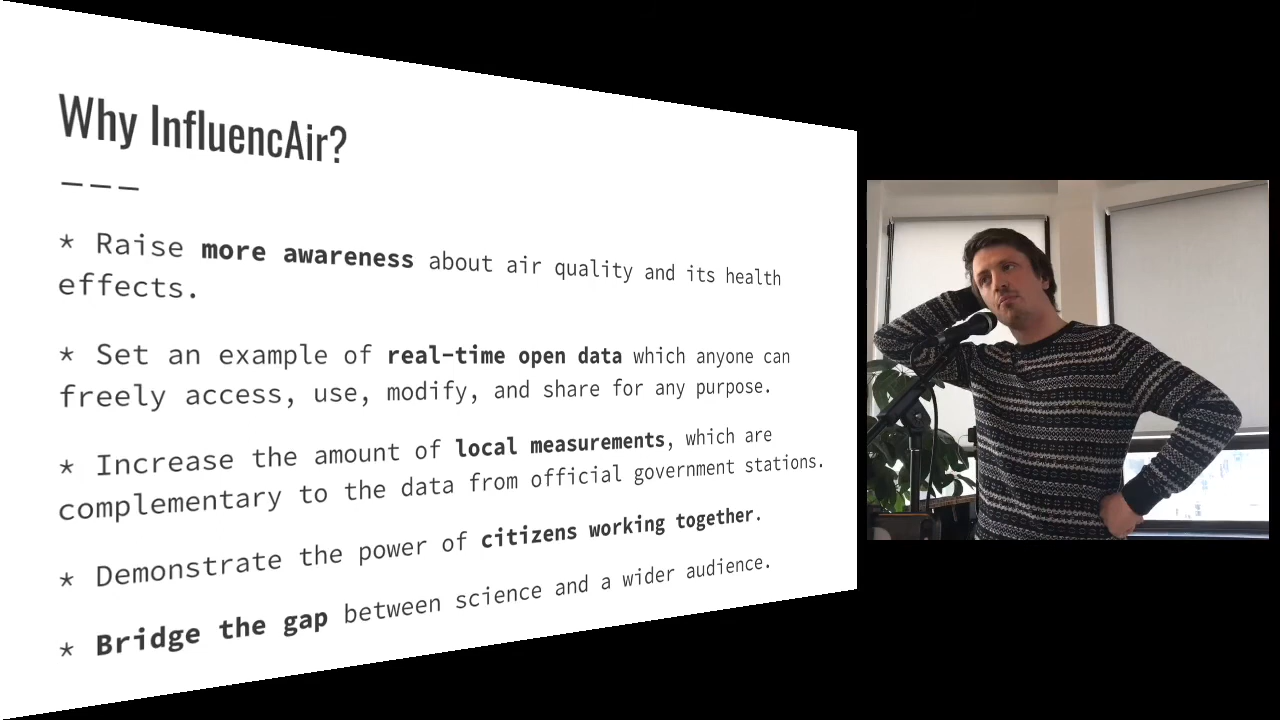 Why InfluencAir?
———
* Raise more awareness about air quality and its health
effects.
* Set an example of real-time open data which anyone can
freely access, use, modify, and share for any purpose.
* Increase the amount of local measurements, which are
complementary to the data from official government stations.
* Demonstrate the power of citizens working together.
* Bridge the gap between science and a wider audience.